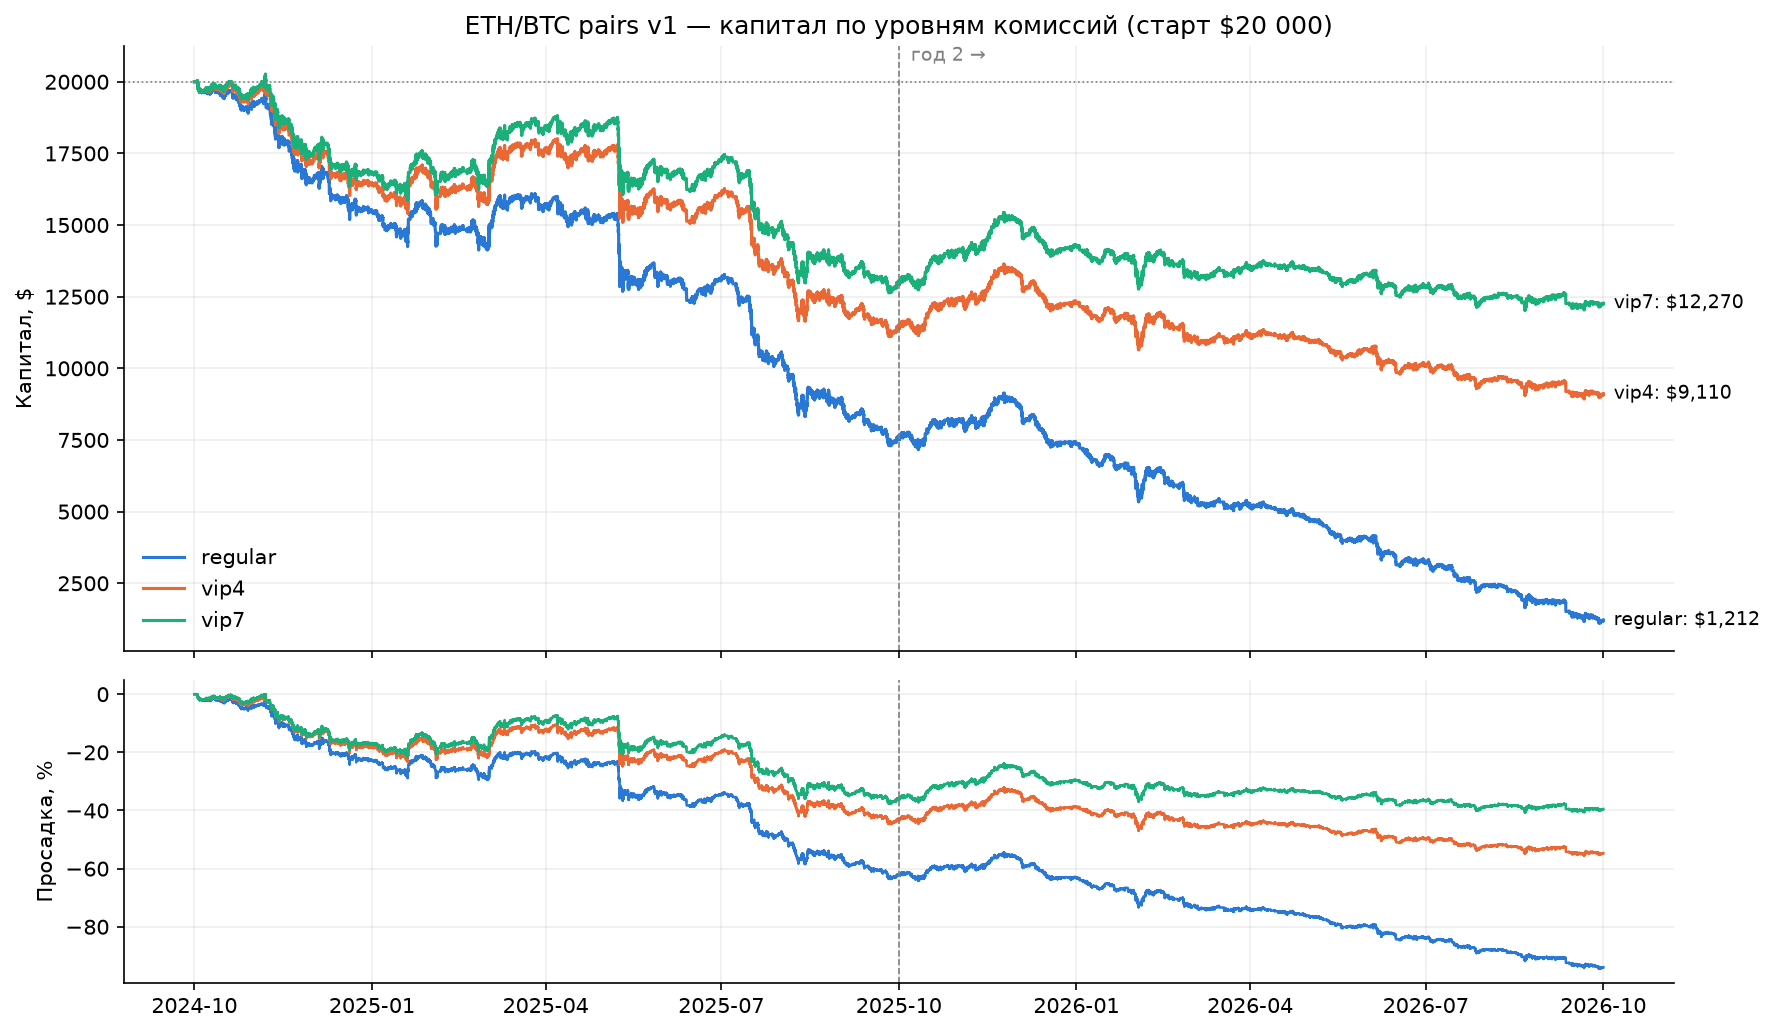 ETH/BTC pairs v1 — капитал по уровням комиссий (старт $20 000)
год 2 →
Капитал, $
20000
17500
15000
12500
10000
7500
5000
2500
vip7: $12,270
vip4: $9,110
regular: $1,212
regular
vip4
vip7
Просадка, %
0
−20
−40
−60
−80
2024-10
2025-01
2025-04
2025-07
2025-10
2026-01
2026-04
2026-07
2026-10